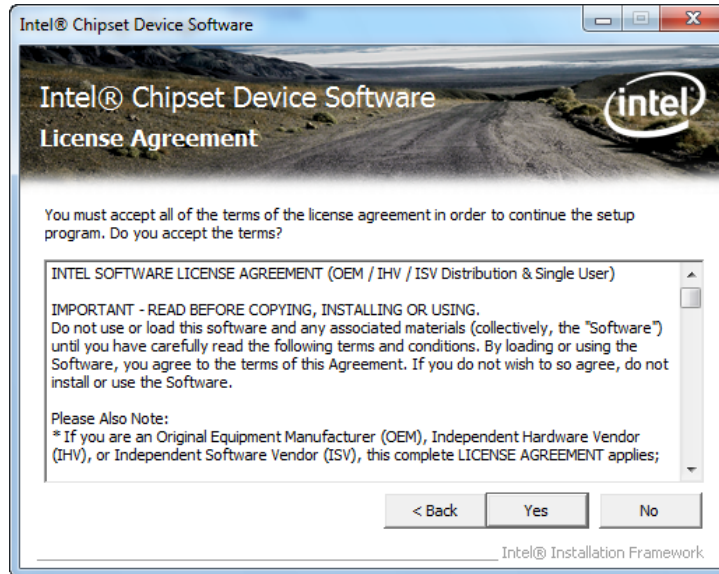 Intel® Chipset Device Software
Intel® Chipset Device Software
intel
License Agreement
You must accept all of the terms of the license agreement in order to continue the setup
program. Do you accept the terms?
INTEL SOFTWARE LICENSE AGREEMENT (OEM / IHV / ISV Distribution & Single User)
IMPORTANT - READ BEFORE COPYING, INSTALLING OR USING.
Do not use or load this software and any associated materials (collectively, the "Software")
until you have carefully read the following terms and conditions. By loading or using the
Software, you agree to the terms of this Agreement. If you do not wish to so agree, do not
install or use the Software.
Please Also Note:
* If you are an Original Equipment Manufacturer (OEM), Independent Hardware Vendor
(IHV), or Independent Software Vendor (ISV), this complete LICENSE AGREEMENT applies;
< Back
Yes
No
Intel® Installation Framework